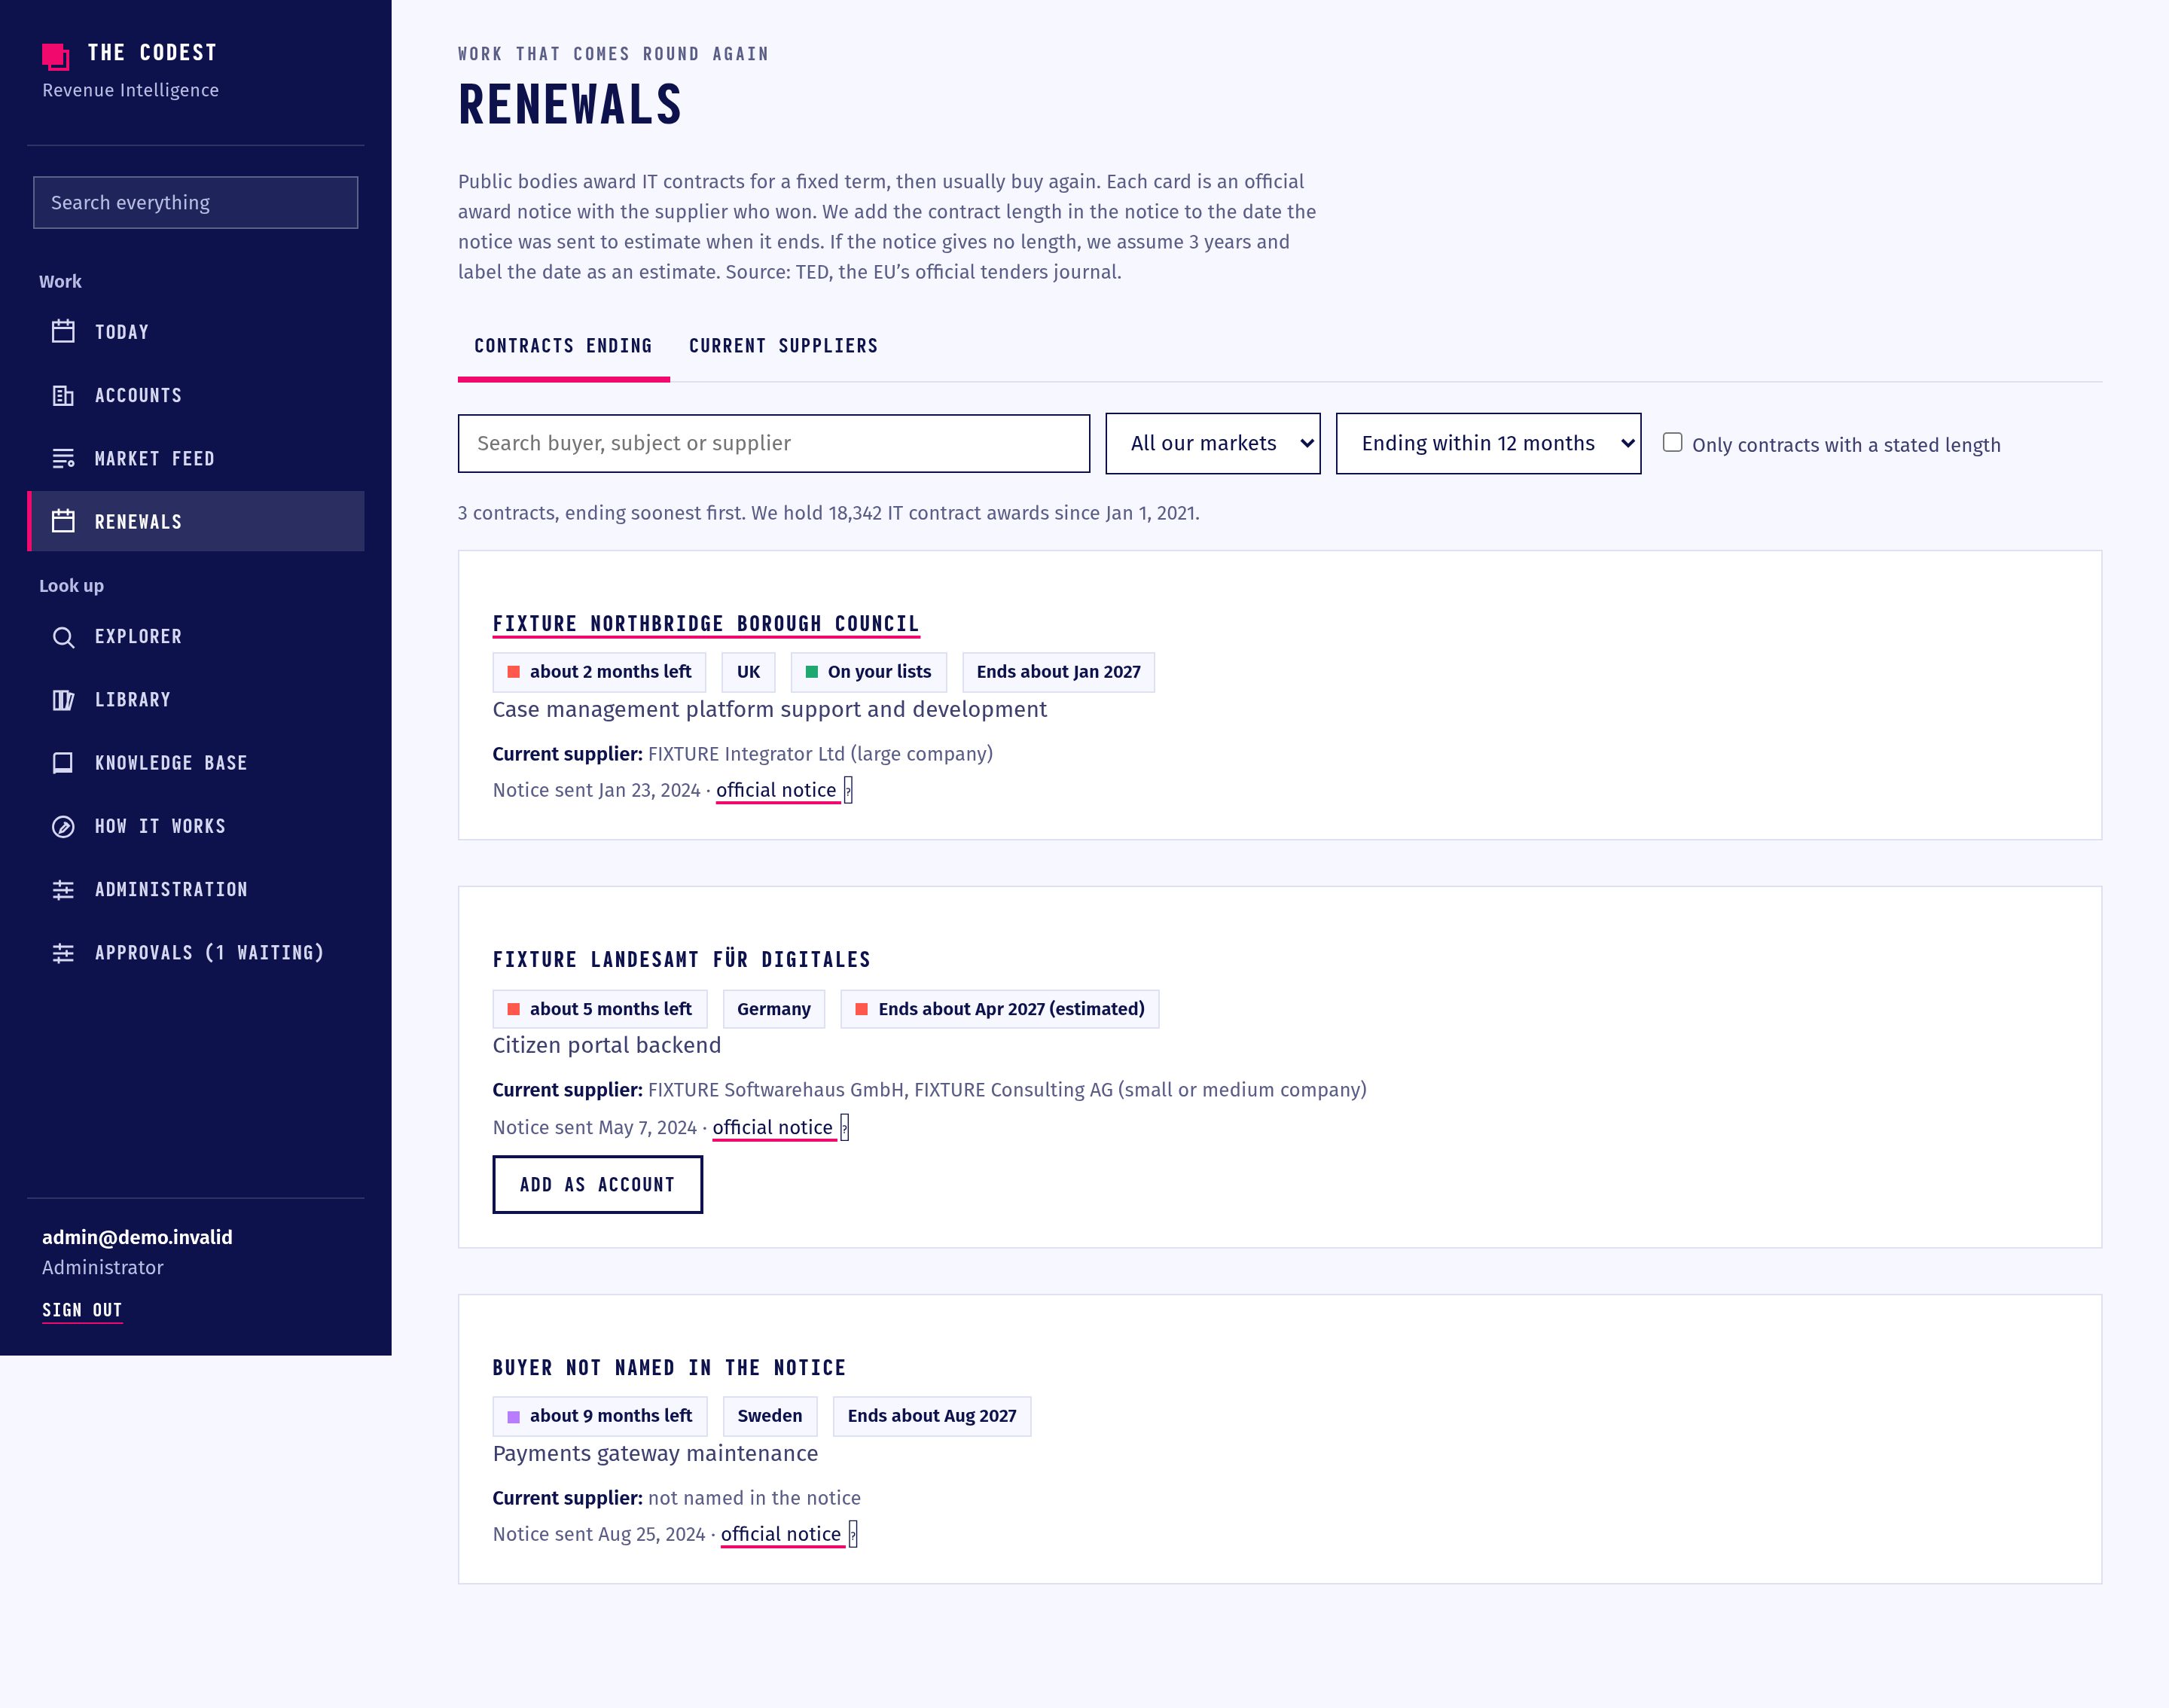 THE CODEST
Revenue Intelligence
Search everything
Work
TODAY
ACCOUNTS
MARKET FEED
RENEWALS
Look up
EXPLORER
LIBRARY
KNOWLEDGE BASE
HOW IT WORKS
ADMINISTRATION
APPROVALS (1 WAITING)
admin@demo.invalid
Administrator
SIGN OUT
WORK THAT COMES ROUND AGAIN
RENEWALS
Public bodies award IT contracts for a fixed term, then usually buy again. Each card is an official
award notice with the supplier who won. We add the contract length in the notice to the date the
notice was sent to estimate when it ends. If the notice gives no length, we assume 3 years and
label the date as an estimate. Source: TED, the EU’s official tenders journal.
CONTRACTS ENDING CURRENT SUPPLIERS
Search buyer, subject or supplier All our markets Ending within 12 months Only contracts with a stated length
3 contracts, ending soonest first. We hold 18,342 IT contract awards since Jan 1, 2021.
FIXTURE NORTHBRIDGE BOROUGH COUNCIL
about 2 months left UK On your lists Ends about Jan 2027
Case management platform support and development
Current supplier: FIXTURE Integrator Ltd (large company)
Notice sent Jan 23, 2024 · official notice
FIXTURE LANDESAMT FÜR DIGITALES
about 5 months left Germany Ends about Apr 2027 (estimated)
Citizen portal backend
Current supplier: FIXTURE Softwarehaus GmbH, FIXTURE Consulting AG (small or medium company)
Notice sent May 7, 2024 · official notice
ADD AS ACCOUNT
BUYER NOT NAMED IN THE NOTICE
about 9 months left Sweden Ends about Aug 2027
Payments gateway maintenance
Current supplier: not named in the notice
Notice sent Aug 25, 2024 · official notice